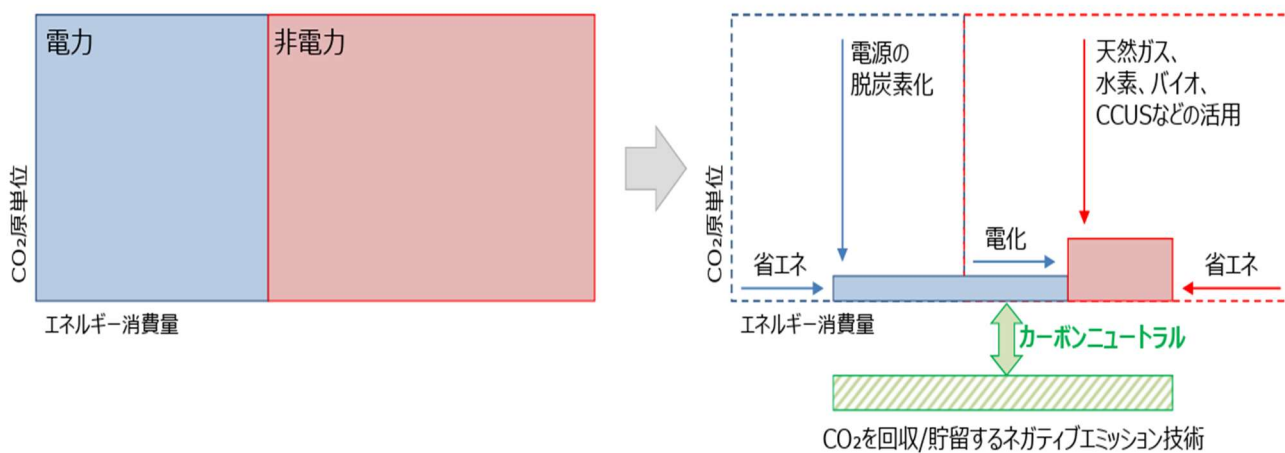 電力
非電力
CO₂原単位
エネルギー消費量
電源の
脱炭素化
天然ガス、
水素、バイオ、
CCUSなどの活用
CO₂原単位
省エネ
電化
省エネ
エネルギー消費量
カーボンニュートラル
CO₂を回収/貯留するネガティブエミッション技術